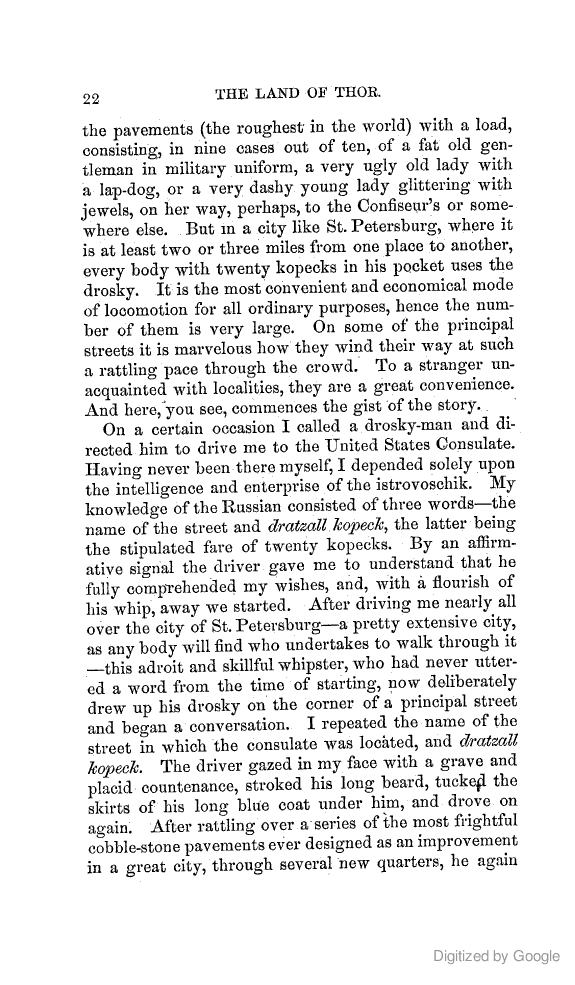 22
THE LAND OF THOR.
the pavements (the roughest in the world) with a load,
consisting, in nine cases out of ten, of a fat old gen-
tleman in military uniform, a very ugly old lady with
a lap-dog, or a very dashy young lady glittering with
jewels, on her way, perhaps, to the Confiseur's or some-
where else. But in a city like St. Petersburg, where it
is at least two or three miles from one place to another,
every body with twenty kopecks in his pocket uses the
drosky. It is the most convenient and economical mode
of locomotion for all ordinary purposes, hence the num-
ber of them is very large. On some of the principal
streets it is marvelous how they wind their way at such
a rattling pace through the crowd. To a stranger un-
acquainted with localities, they are a great convenience.
And here, you see, commences the gist of the story.
On a certain occasion I called a drosky-man and di-
rected him to drive me to the United States Consulate.
Having never been there myself, I depended solely upon
the intelligence and enterprise of the istrovoschik. My
knowledge of the Russian consisted of three words—the
name of the street and dratzall kopeck, the latter being
the stipulated fare of twenty kopecks. By an affirm-
ative signal the driver gave me to understand that he
fully comprehended my wishes, and, with a flourish of
his whip, away we started. After driving me nearly all
over the city of St. Petersburg—a pretty extensive city,
as any body will find who undertakes to walk through it
—this adroit and skillful whipster, who had never utter-
ed a word from the time of starting, now deliberately
drew up his drosky on the corner of a principal street
and began a conversation. I repeated the name of the
street in which the consulate was located, and dratzall
kopeck. The driver gazed in my face with a grave and
placid countenance, stroked his long beard, tucked the
skirts of his long blue coat under him, and drove on
again. After rattling over a series of the most frightful
cobble-stone pavements ever designed as an improvement
in a great city, through several new quarters, he again
Digitized by Google